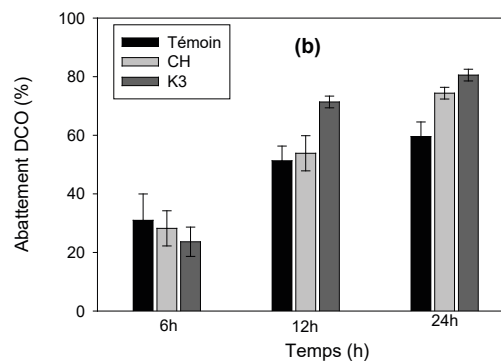 (b)
Témoin
CH
K3
Abattement DCO (%)
100
80
60
40
20
0
6h
12h
24h
Temps (h)